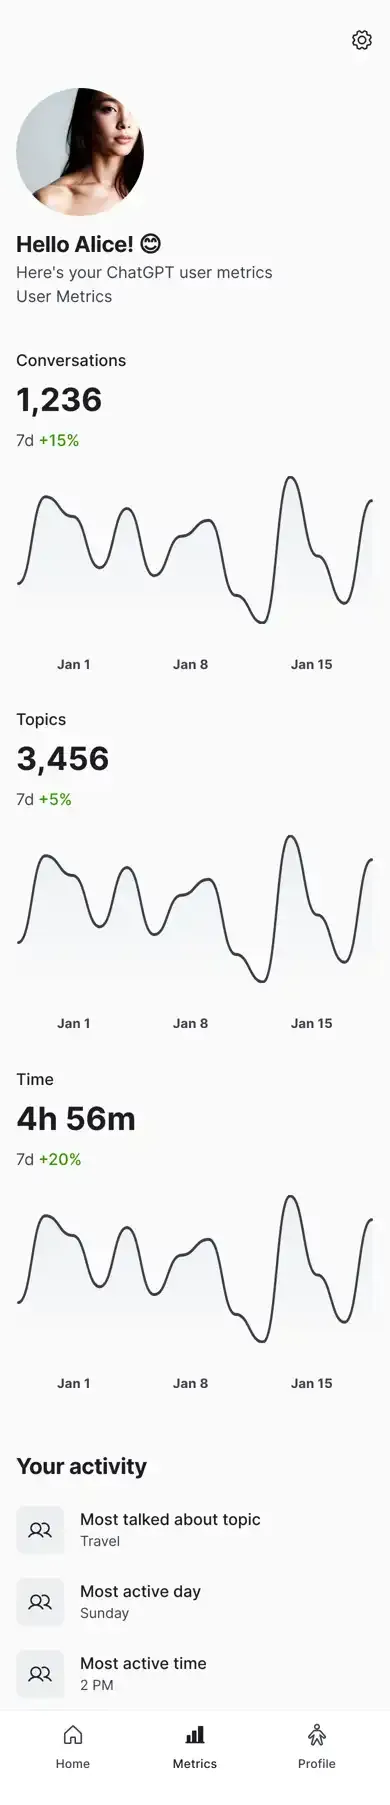 Hello Alice! 😊
Here's your ChatGPT user metrics
User Metrics
Conversations
1,236
7d +15%
Jan 1 Jan 8 Jan 15
Topics
3,456
7d +5%
Jan 1 Jan 8 Jan 15
Time
4h 56m
7d +20%
Jan 1 Jan 8 Jan 15
Your activity
Most talked about topic
Travel
Most active day
Sunday
Most active time
2 PM
Home Metrics Profile